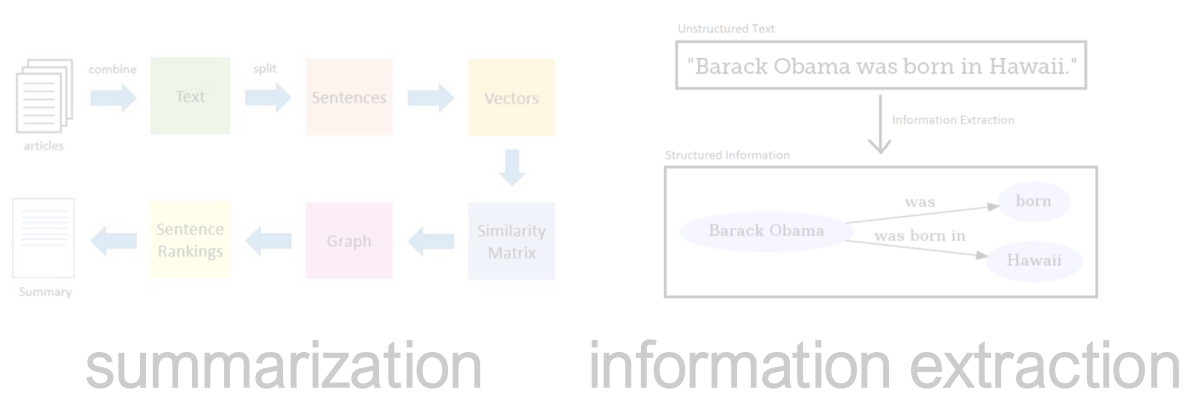 combine
split
Text
Sentences
Vectors
articles
Sentence
Rankings
Graph
Similarity
Matrix
Summary
summarization
Unstructured Text
"Barack Obama was born in Hawaii."
Information Extraction
Structured Information
was
born
Barack Obama
was born in
Hawaii
information extraction